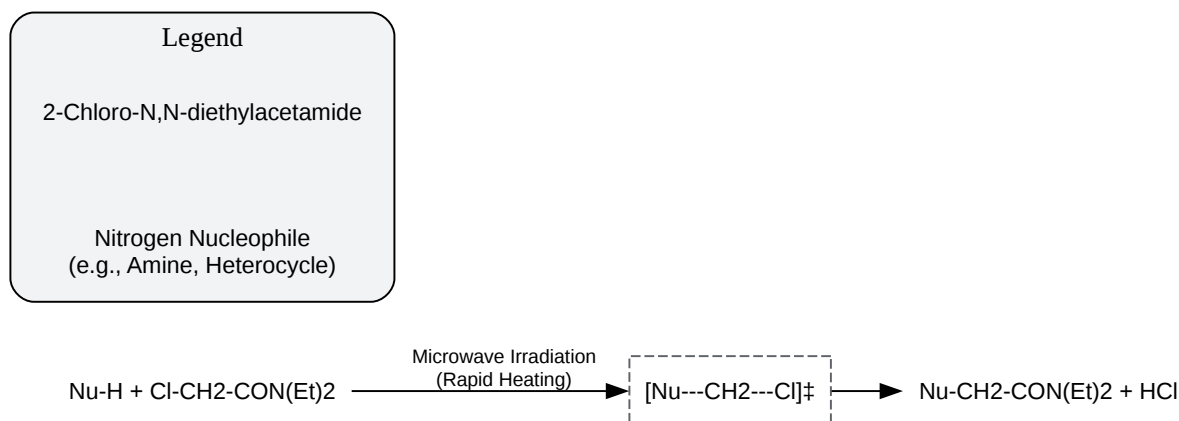 Legend
2-Chloro-N,N-diethylacetamide
Nitrogen Nucleophile
(e.g., Amine, Heterocycle)
Microwave Irradiation
(Rapid Heating)
Nu-H + Cl-CH2-CON(Et)2
[Nu---CH2---Cl]‡
Nu-CH2-CON(Et)2 + HCl